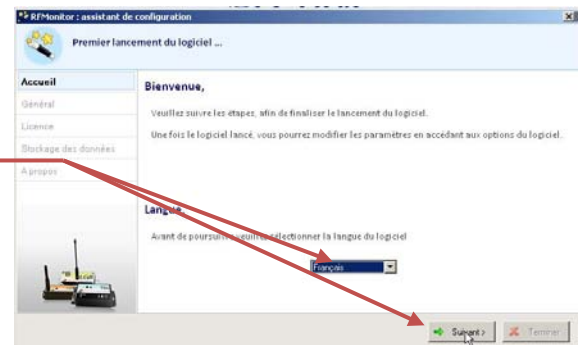 RFMonitor : assistant de configuration
Premier lancement du logiciel ...
Accueil
Général
Licence
Stockage des données
A propos
Bienvenue,
Veuillez suivre les étapes, afin de finaliser le lancement du logiciel.
Une fois le logiciel lancé, vous pourrez modifier les paramètres en accédant aux options du logiciel.
Langue,
Avant de poursuivre veuillez sélectionner la langue du logiciel
Français
Suivant >
Terminer